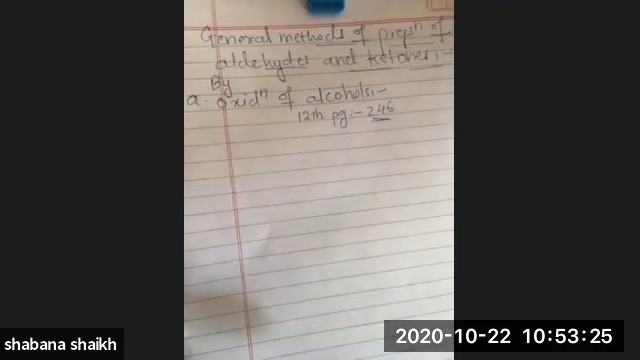 General methods of prepn of
aldehydes and ketones:-
By
a. oxidn of alcohols:-
12th pg:- 246
shabana shaikh
2020-10-22 10:53:25